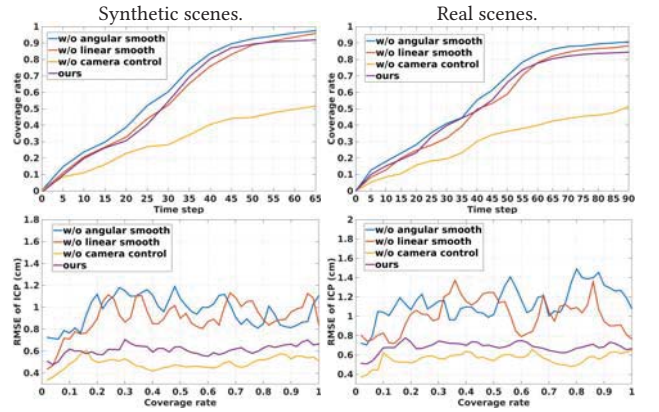 Synthetic scenes.
Real scenes.
1
0.9
0.8
0.7
0.6
0.5
0.4
0.3
0.2
0.1
0
Coverage rate
w/o angular smooth
w/o linear smooth
w/o camera control
ours
0 5 10 15 20 25 30 35 40 45 50 55 60 65
Time step
1
0.9
0.8
0.7
0.6
0.5
0.4
0.3
0.2
0.1
0
Coverage rate
w/o angular smooth
w/o linear smooth
w/o camera control
ours
0 5 10 15 20 25 30 35 40 45 50 55 60 65 70 75 80 85 90
Time step
1.8
1.6
1.4
1.2
1
0.8
0.6
0.4
RMSE of ICP (cm)
w/o angular smooth
w/o linear smooth
w/o camera control
ours
0 0.1 0.2 0.3 0.4 0.5 0.6 0.7 0.8 0.9 1
Coverage rate
2
1.8
1.6
1.4
1.2
1
0.8
0.6
0.4
RMSE of ICP (cm)
w/o angular smooth
w/o linear smooth
w/o camera control
ours
0 0.1 0.2 0.3 0.4 0.5 0.6 0.7 0.8 0.9 1
Coverage rate